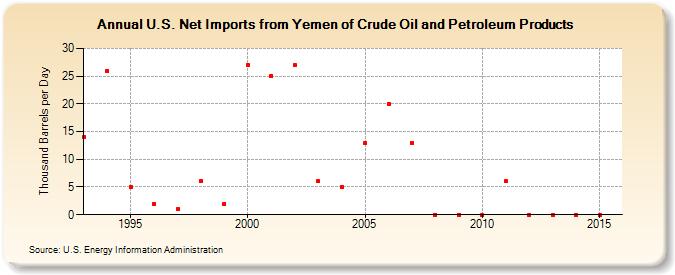 Annual U.S. Net Imports from Yemen of Crude Oil and Petroleum Products
Thousand Barrels per Day
30
25
20
15
10
5
0
1995 2000 2005 2010 2015
Source: U.S. Energy Information Administration